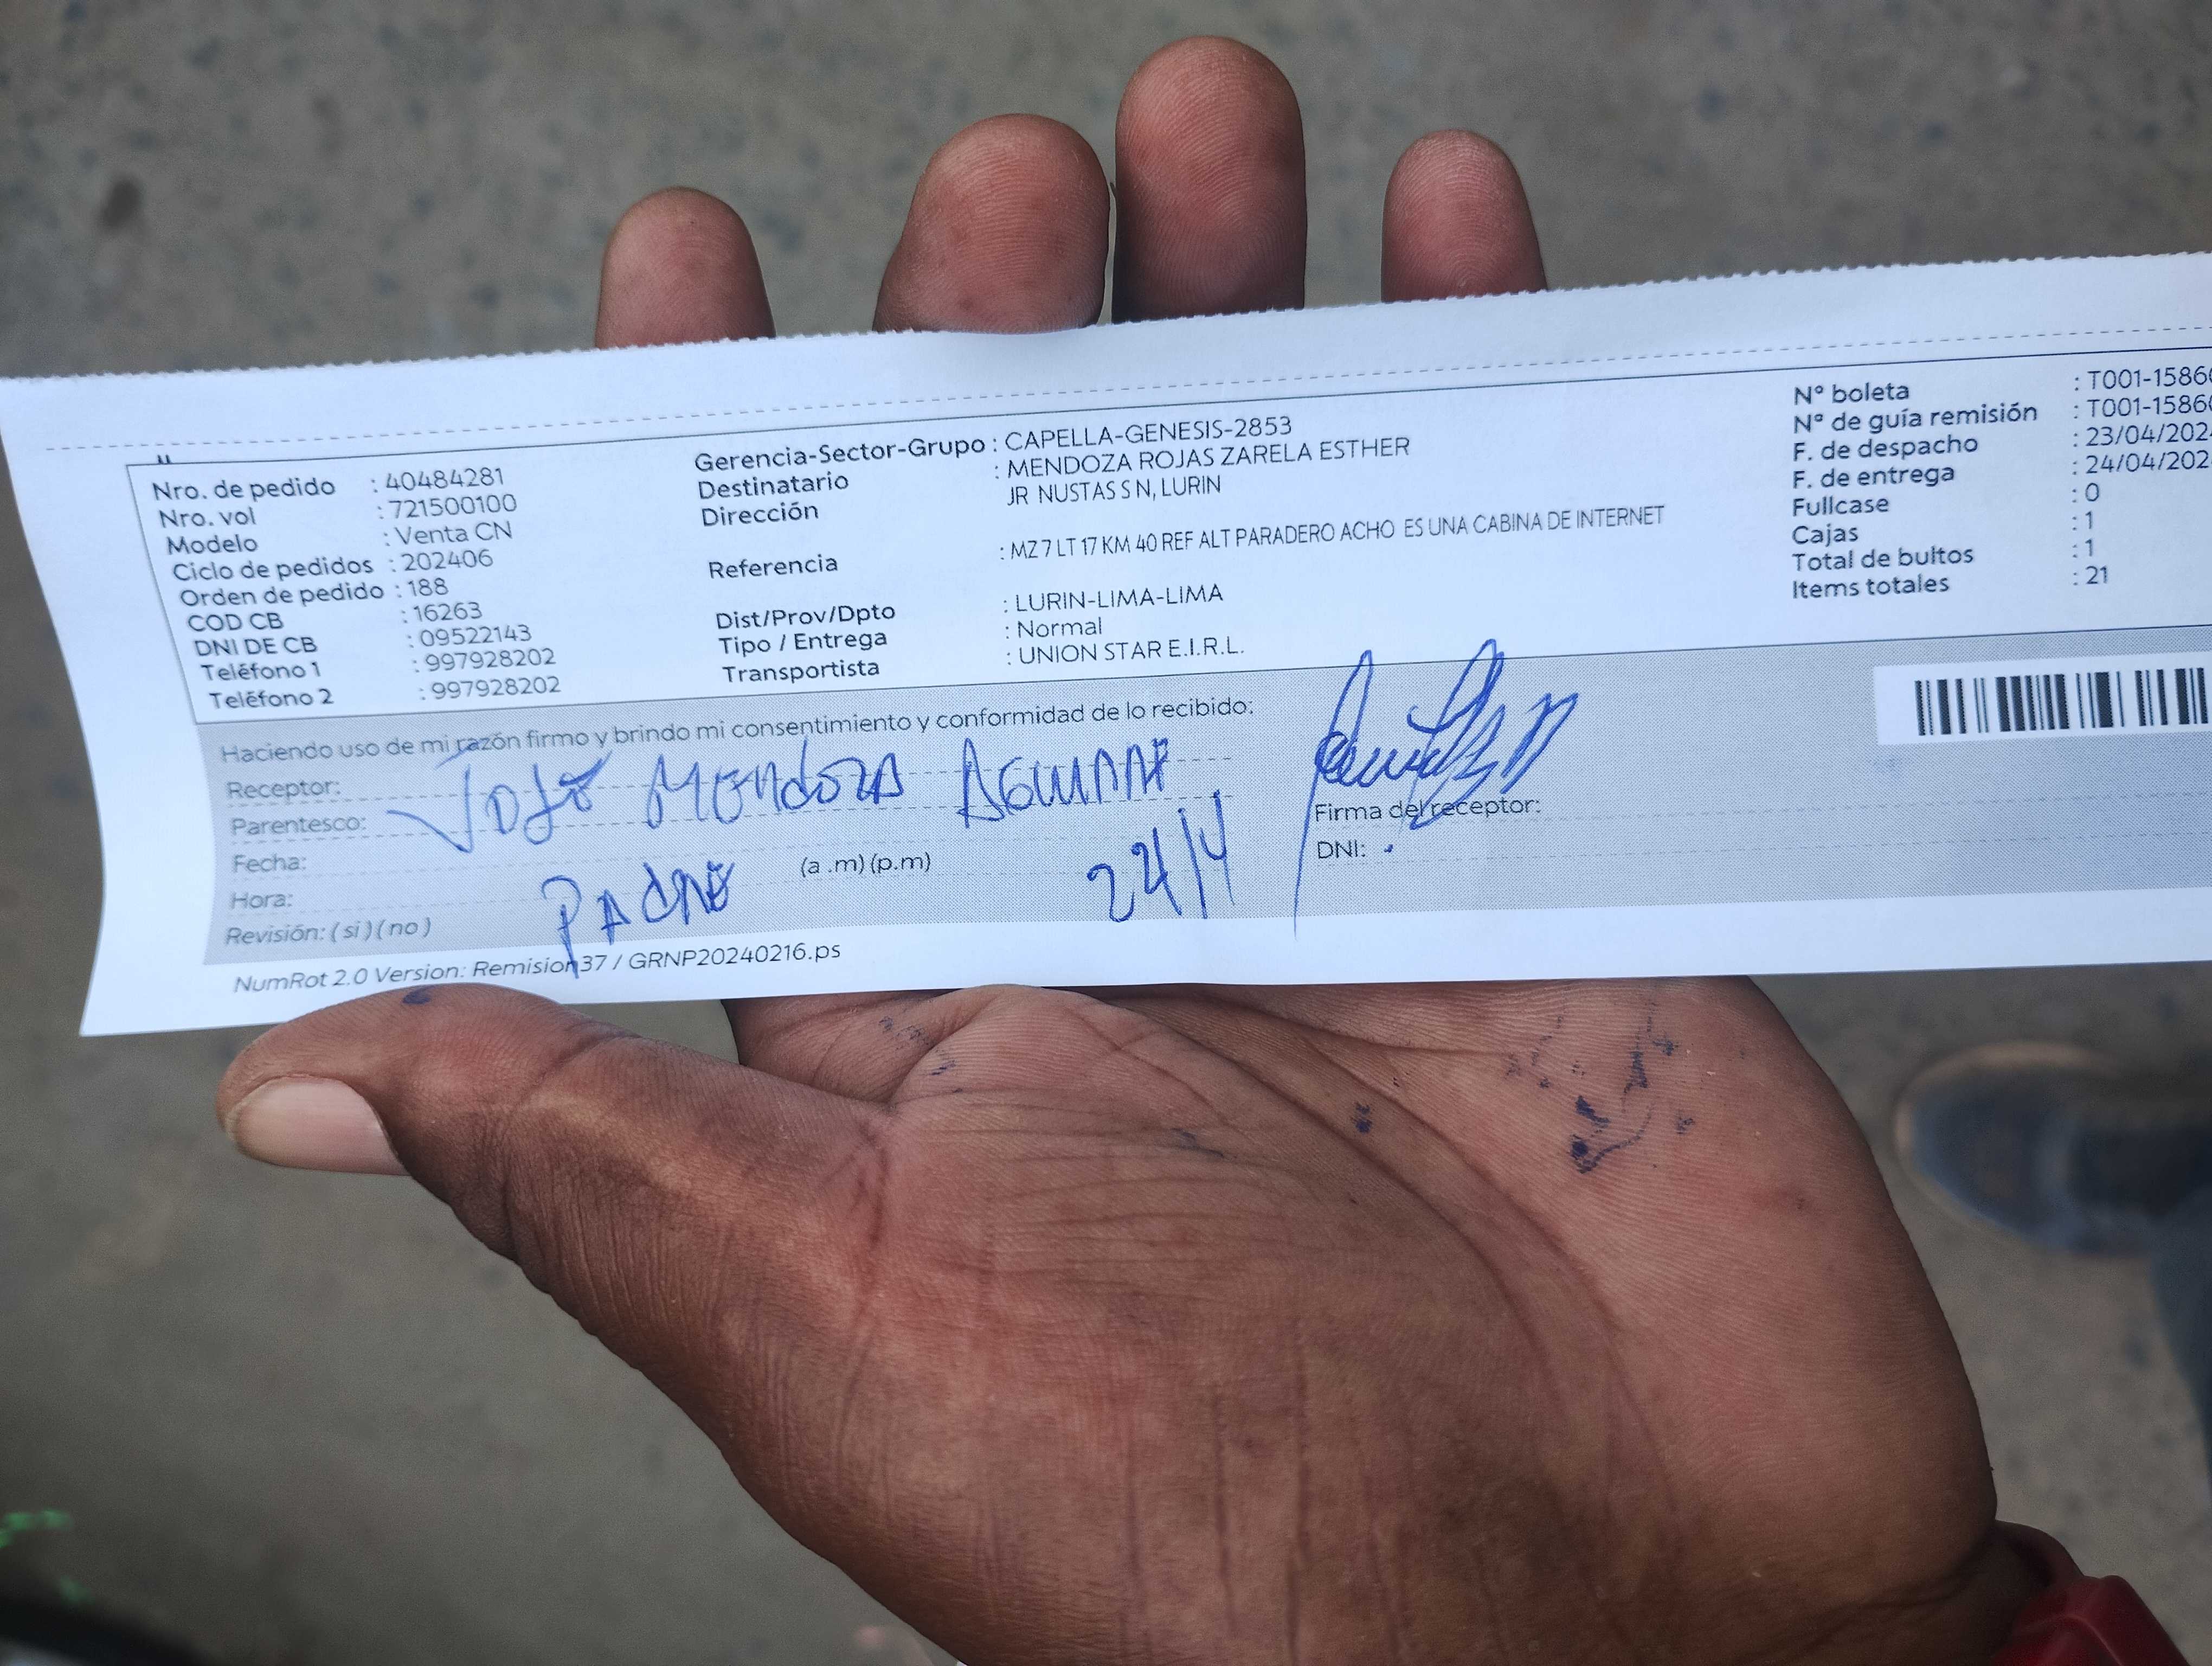 Nro. de pedido : 40484281
Nro. vol : 721500100
Modelo : Venta CN
Ciclo de pedidos : 202406
Orden de pedido : 188
COD CB : 16263
DNI DE CB : 09522143
Teléfono 1 : 997928202
Teléfono 2 : 997928202
Gerencia-Sector-Grupo : CAPELLA-GENESIS-2853
Destinatario : MENDOZA ROJAS ZARELA ESTHER
Dirección JR NUSTAS S N, LURIN
Referencia : MZ 7 LT 17 KM 40 REF ALT PARADERO ACHO ES UNA CABINA DE INTERNET
Dist/Prov/Dpto : LURIN-LIMA-LIMA
Tipo / Entrega : Normal
Transportista : UNION STAR E.I.R.L.
N° boleta : T001-1586
N° de guía remisión : T001-1586
F. de despacho : 23/04/202
F. de entrega : 24/04/202
Fullcase : 0
Cajas : 1
Total de bultos : 1
Items totales : 21
Haciendo uso de mi razón firmo y brindo mi consentimiento y conformidad de lo recibido:
Receptor: José Mendoza
Parentesco:
Fecha:
Hora: PADRE (a .m) (p.m) 24/4
Revisión: ( si ) ( no )
Firma del receptor:
DNI:
NumRot 2.0 Version: Remision37 / GRNP20240216.ps